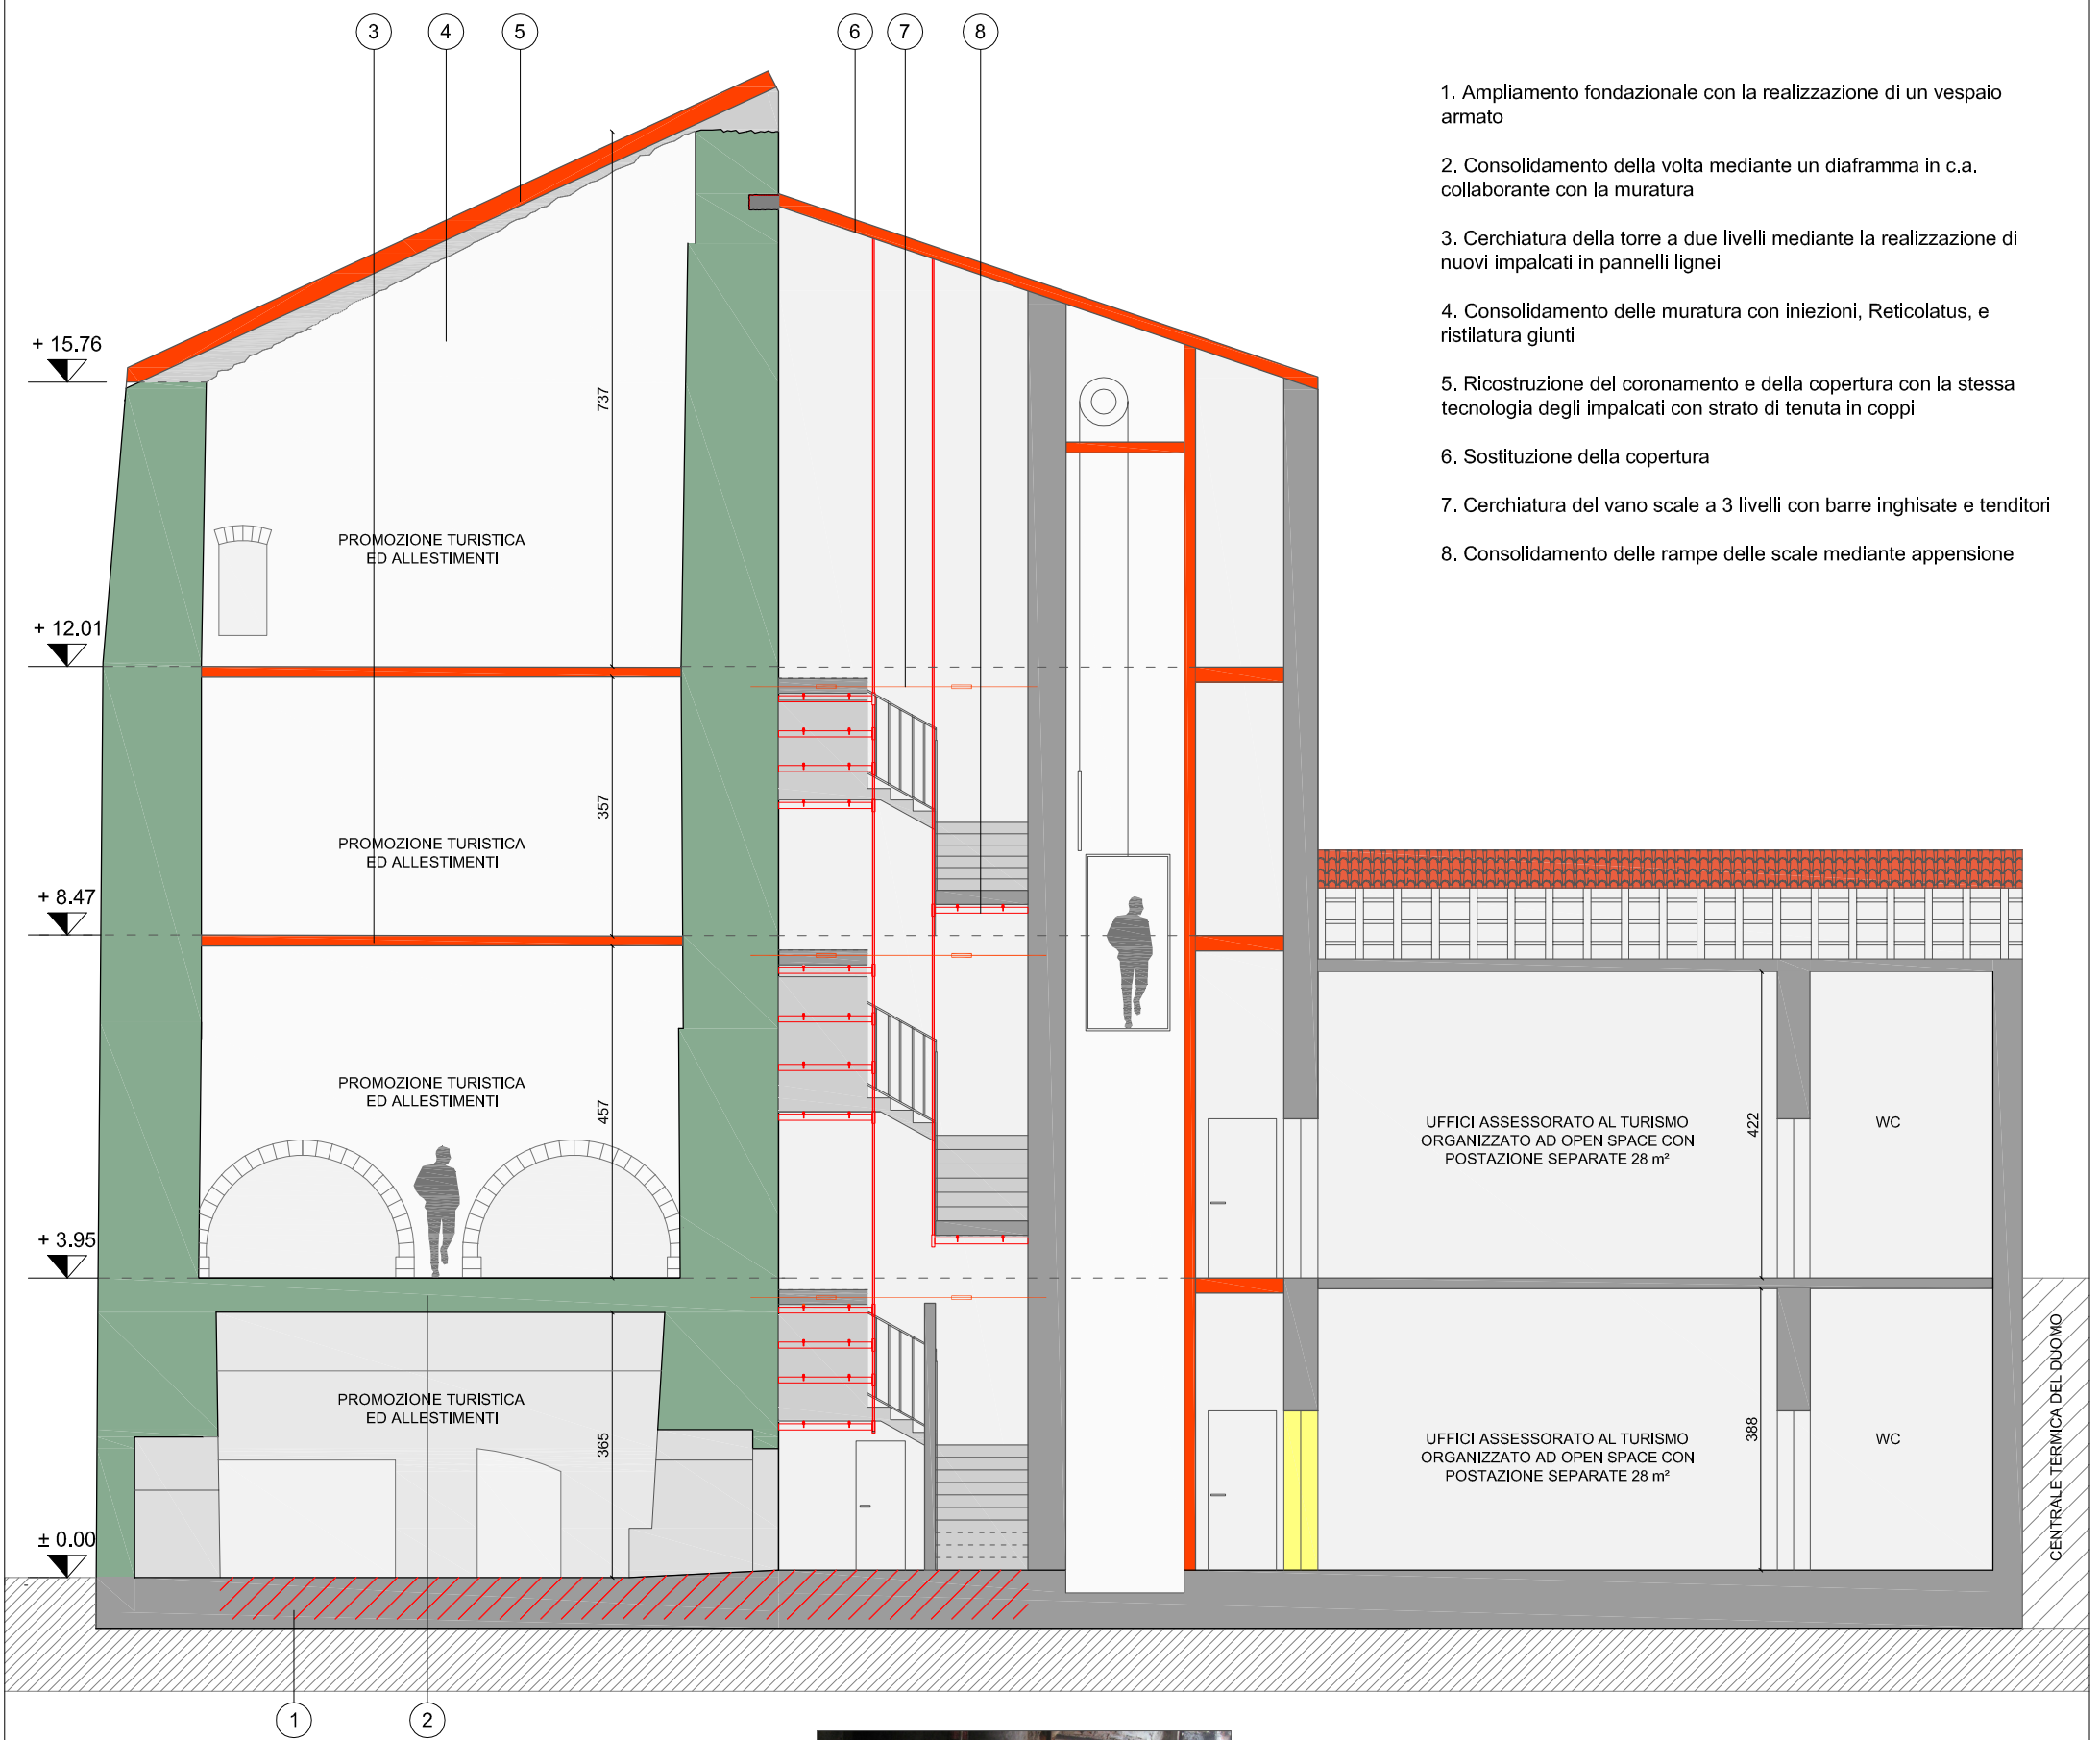 3 4 5 6 7 8
1. Ampliamento fondazionale con la realizzazione di un vespaio
armato
2. Consolidamento della volta mediante un diaframma in c.a.
collaborante con la muratura
3. Cerchiatura della torre a due livelli mediante la realizzazione di
nuovi impalcati in pannelli lignei
4. Consolidamento delle muratura con iniezioni, Reticolatus, e
ristilatura giunti
5. Ricostruzione del coronamento e della copertura con la stessa
tecnologia degli impalcati con strato di tenuta in coppi
6. Sostituzione della copertura
7. Cerchiatura del vano scale a 3 livelli con barre inghisate e tenditori
8. Consolidamento delle rampe delle scale mediante appensione
+ 15.76
737
PROMOZIONE TURISTICA
ED ALLESTIMENTI
+ 12.01
357
PROMOZIONE TURISTICA
ED ALLESTIMENTI
+ 8.47
PROMOZIONE TURISTICA
ED ALLESTIMENTI
457
UFFICI ASSESSORATO AL TURISMO
ORGANIZZATO AD OPEN SPACE CON
POSTAZIONE SEPARATE 28 m²
422
WC
+ 3.95
PROMOZIONE TURISTICA
ED ALLESTIMENTI
365
UFFICI ASSESSORATO AL TURISMO
ORGANIZZATO AD OPEN SPACE CON
POSTAZIONE SEPARATE 28 m²
388
WC
CENTRALE TERMICA DEL DUOMO
± 0.00
1 2